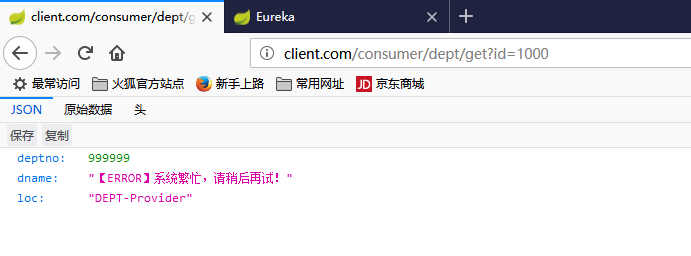 client.com/consumer/dept/g
Eureka
client.com/consumer/dept/get?id=1000
最常访问 火狐官方站点 新手上路 常用网址 JD 京东商城
JSON 原始数据 头
保存 复制
deptno: 999999
dname: "【ERROR】系统繁忙，请稍后再试！"
loc: "DEPT-Provider"